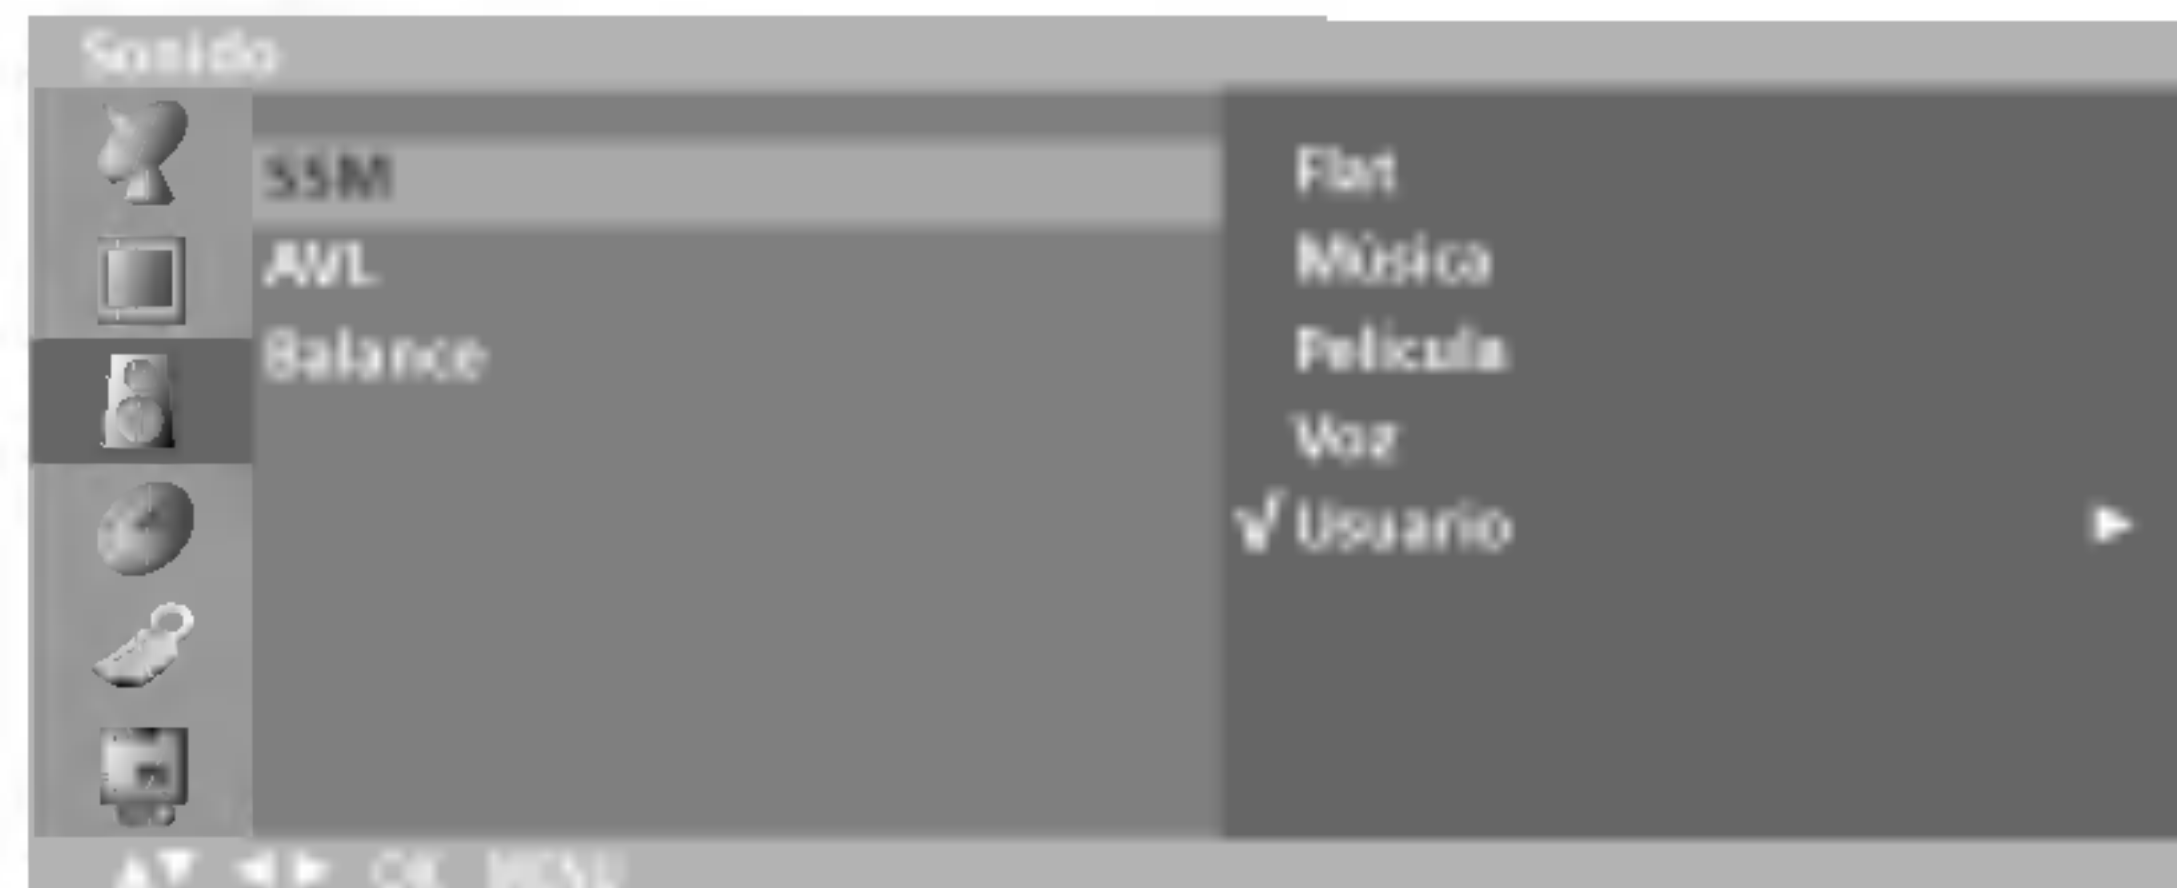 Sonido
SSM
AVL
Balance
Flat
Música
Película
Voz
√ Usuario ▶
▲▼ ◀▶ OK MENU